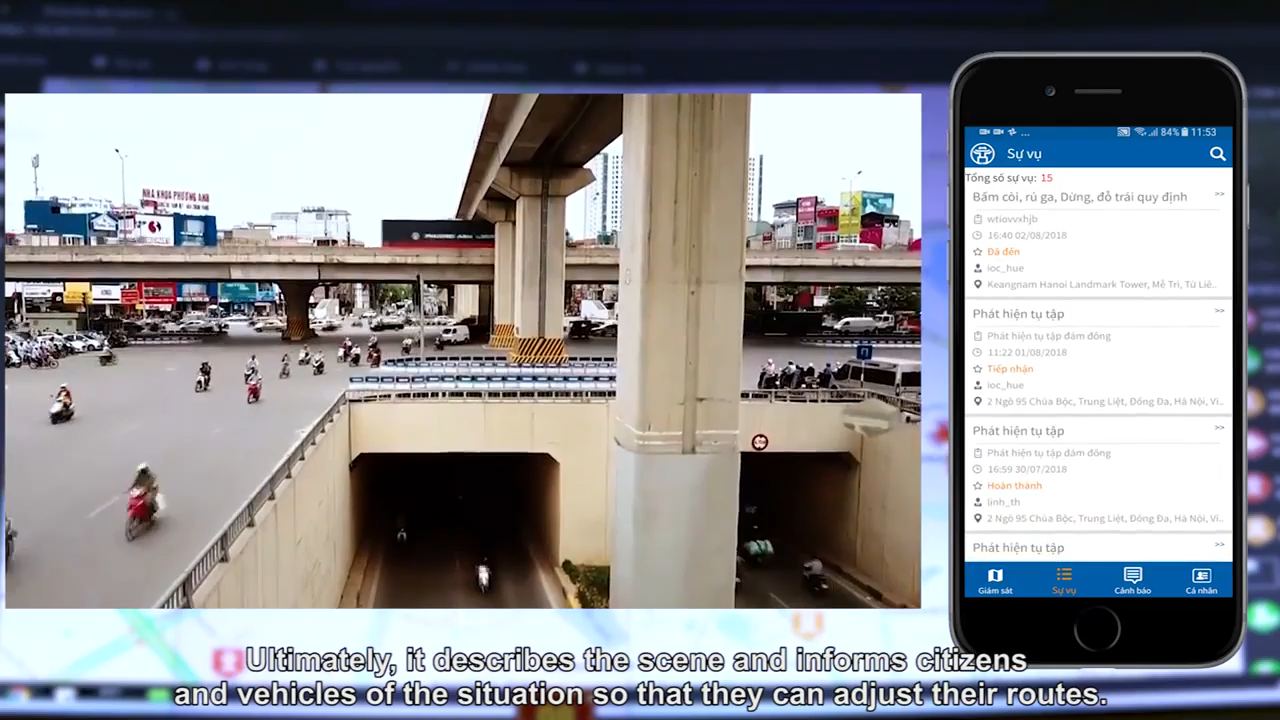 NHA KHOA PHƯƠNG ANH
... 84% 11:53
Sự vụ
Tổng số sự vụ: 15
Bấm còi, rú ga, Dừng, đỗ trái quy định >>
wtiovvxhjb
16:40 02/08/2018
Đã đến
ioc_hue
Keangnam Hanoi Landmark Tower, Mễ Trì, Từ Liê..
Phát hiện tụ tập >>
Phát hiện tụ tập đám đông
11:22 01/08/2018
Tiếp nhận
ioc_hue
2 Ngõ 95 Chùa Bộc, Trung Liệt, Đống Đa, Hà Nội, Vi..
Phát hiện tụ tập >>
Phát hiện tụ tập đám đông
16:59 30/07/2018
Hoàn thành
linh_th
2 Ngõ 95 Chùa Bộc, Trung Liệt, Đống Đa, Hà Nội, Vi..
Phát hiện tụ tập >>
Giám sát Sự vụ Cảnh báo Cá nhân
Ultimately, it describes the scene and informs citizens
and vehicles of the situation so that they can adjust their routes.